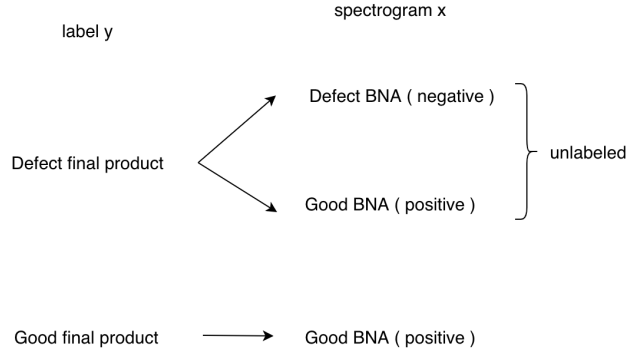 label y
spectrogram x
Defect BNA ( negative )
Defect final product
unlabeled
Good BNA ( positive )
Good final product
Good BNA ( positive )